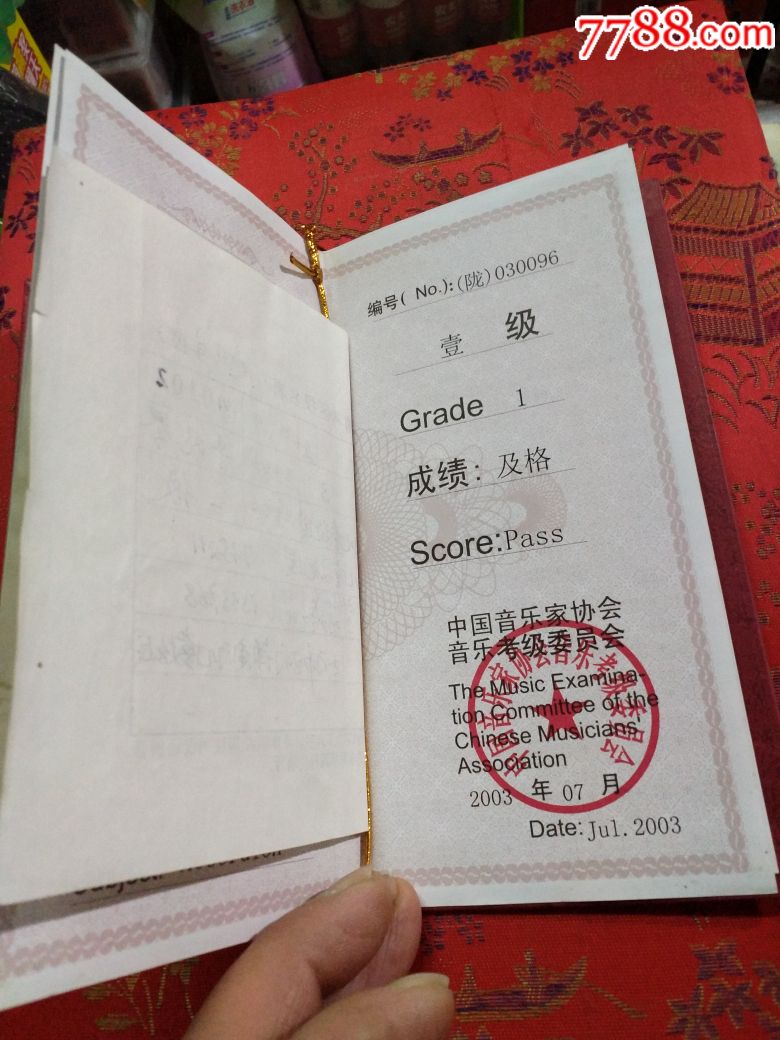 7788.com
编号( No.):(陇)030096
壹 级
Grade 1
成绩: 及格
Score:Pass
中国音乐家协会
音乐考级委员会
The Music Examina-
tion Committee of the
Chinese Musicians
Association
2003 年 07 月
Date: Jul. 2003